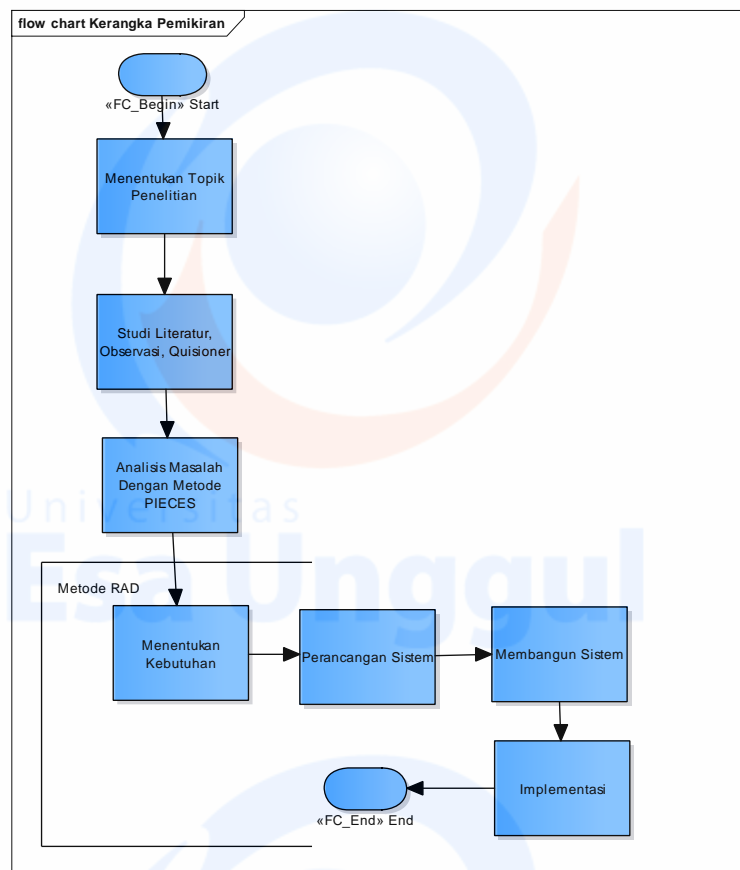 flow chart Kerangka Pemikiran
«FC_Begin» Start
Menentukan Topik
Penelitian
Studi Literatur,
Observasi, Quisioner
Analisis Masalah
Dengan Metode
PIECES
Universitas
Esa Unggul
Metode RAD
Menentukan
Kebutuhan
Perancangan Sistem
Membangun Sistem
Implementasi
«FC_End» End